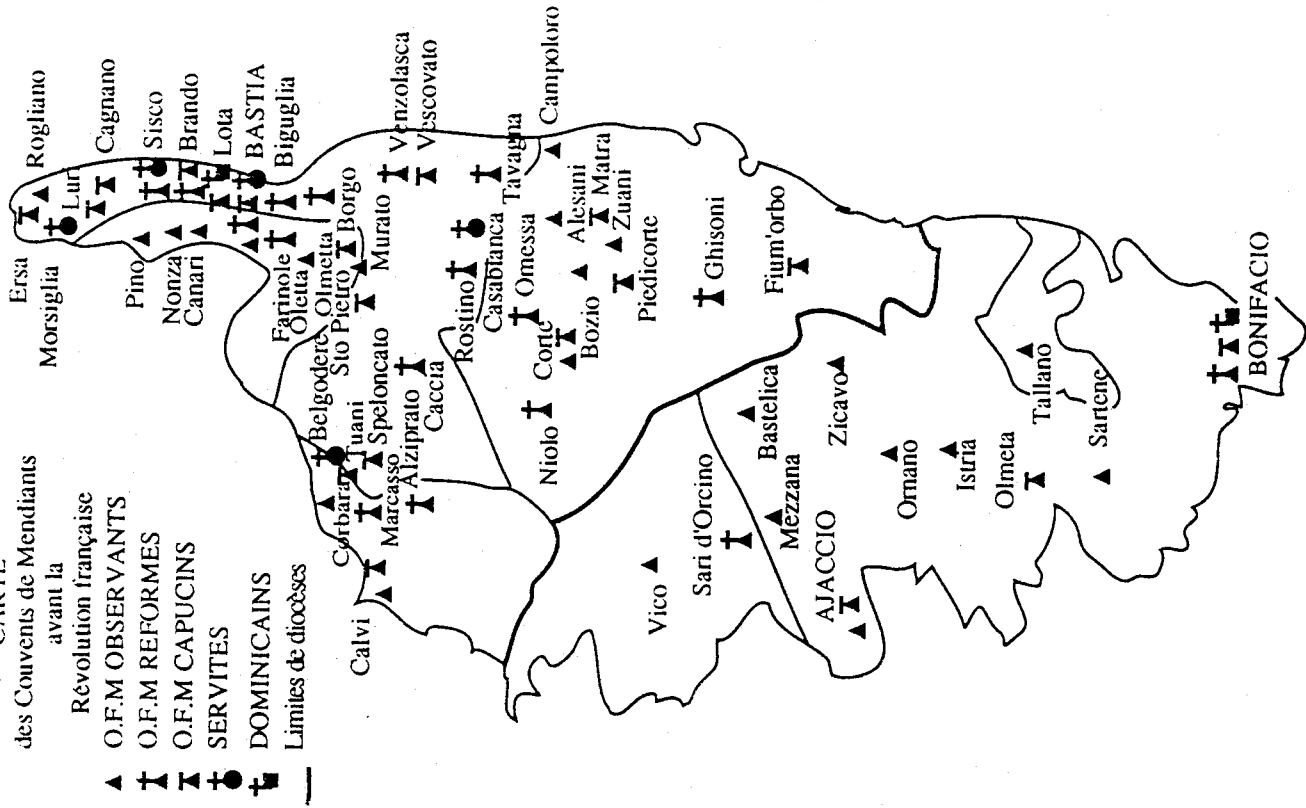 CARTE
des Couvents de Mendiants
avant la
Révolution française
O.F.M OBSERVANTS
O.F.M REFORMES
O.F.M CAPUCINS
SERVITES
DOMINICAINS
Limites de diocèses
Ersa
Rogliano
Morsiglia
Luri
Cagnano
Pino
Sisco
Nonza
Brando
Canari
Lota
BASTIA
Farinole
Biguglia
Oletta
Olmetta
Borgo
Sto Pietro
Murato
Belgodere
Tuani
Speloncato
Corbara
Marcasso
Alziprato
Caccia
Calvi
Venzolasca
Vescovato
Rostino
Casabianca
Tavagna
Campoloro
Omessa
Niolo
Corte
Bozio
Alesani
Matra
Zuani
Piedicorte
Ghisoni
Fium'orbo
Vico
Sari d'Orcino
Mezzana
Bastelica
AJACCIO
Zicavo
Ornano
Istria
Olmeta
Tallano
Sartene
BONIFACIO